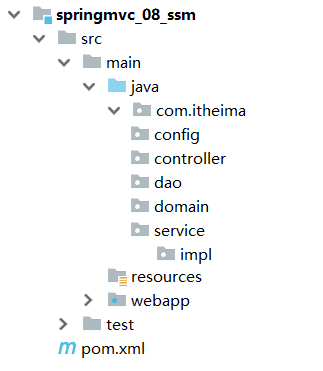 springmvc_08_ssm
src
main
java
com.itheima
config
controller
dao
domain
service
impl
resources
webapp
test
m pom.xml